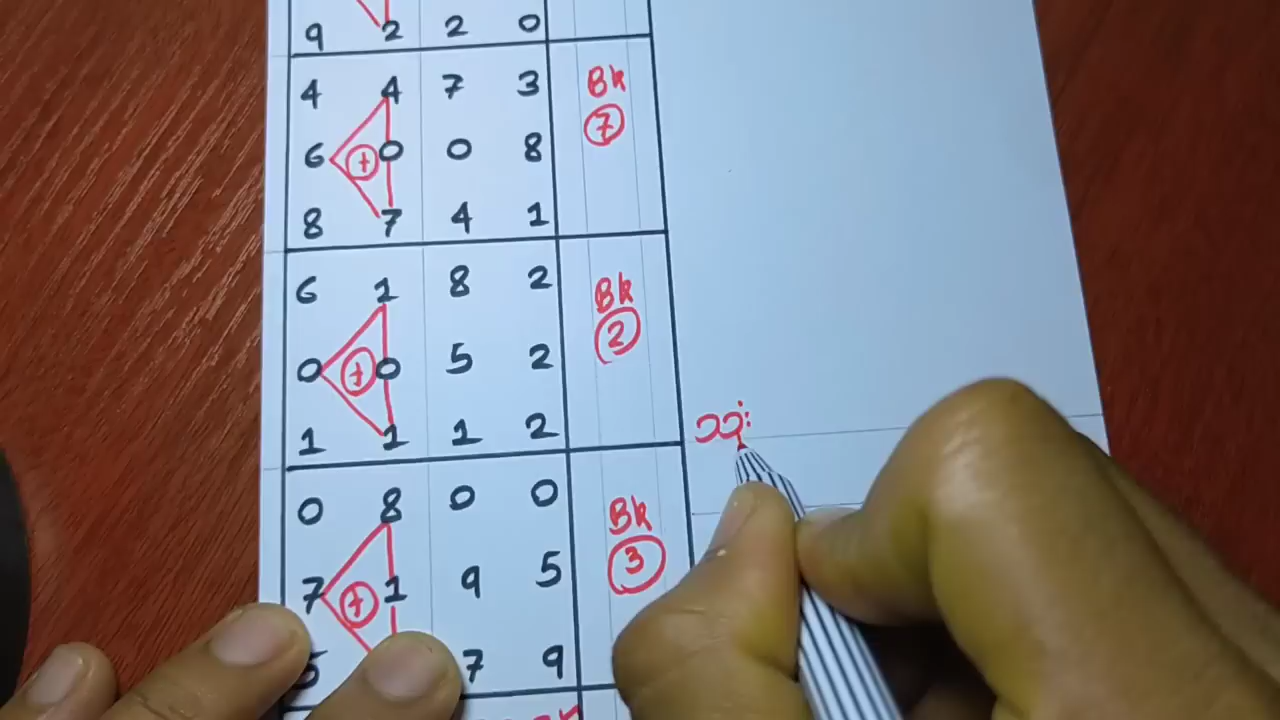 9 2 2 0
4 4 7 3 Bk
6 + 0 0 8 7
8 7 4 1
6 1 8 2 Bk
0 + 0 5 2 2
1 1 1 2
0 8 0 0 Bk
7 + 1 9 5 3
5 7 9